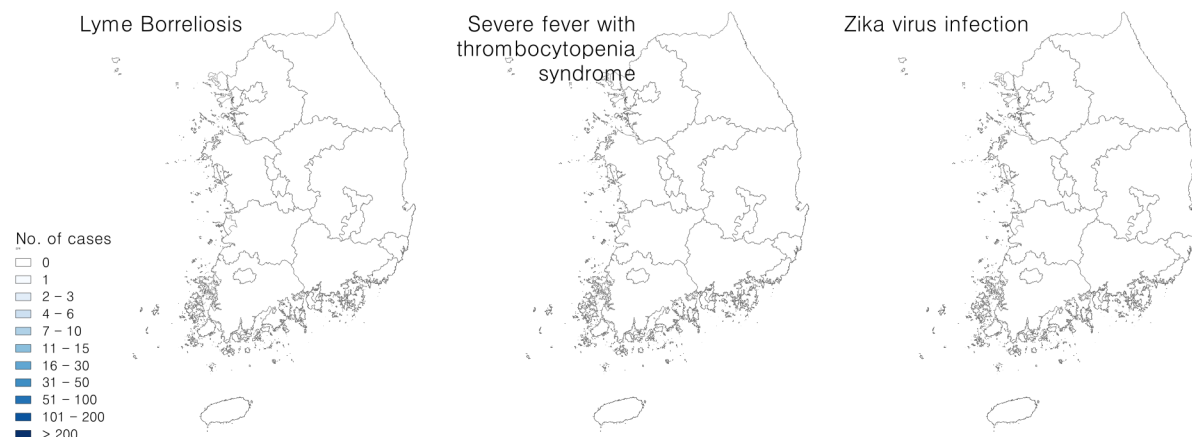 Lyme Borreliosis
Severe fever with
thrombocytopenia
syndrome
Zika virus infection
No. of cases
0
1
2 – 3
4 – 6
7 – 10
11 – 15
16 – 30
31 – 50
51 – 100
101 – 200
> 200